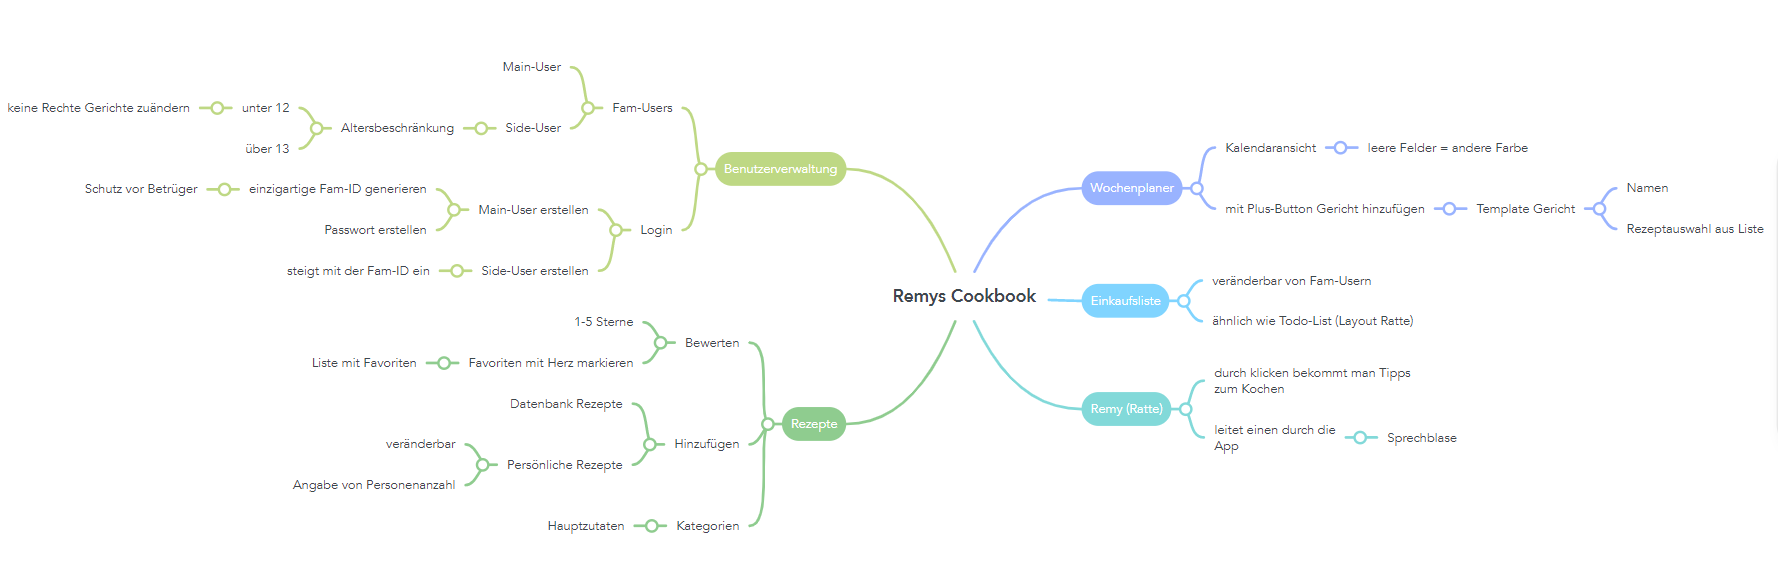 Remys Cookbook
Benutzerverwaltung
Fam-Users
Main-User
Side-User
Altersbeschränkung
unter 12
keine Rechte Gerichte zuändern
über 13
Login
Main-User erstellen
einzigartige Fam-ID generieren
Schutz vor Betrüger
Passwort erstellen
Side-User erstellen
steigt mit der Fam-ID ein
Rezepte
Bewerten
1-5 Sterne
Favoriten mit Herz markieren
Liste mit Favoriten
Hinzufügen
Datenbank Rezepte
Persönliche Rezepte
veränderbar
Angabe von Personenanzahl
Kategorien
Hauptzutaten
Wochenplaner
Kalendaransicht
leere Felder = andere Farbe
mit Plus-Button Gericht hinzufügen
Template Gericht
Namen
Rezeptauswahl aus Liste
Einkaufsliste
veränderbar von Fam-Usern
ähnlich wie Todo-List (Layout Ratte)
Remy (Ratte)
durch klicken bekommt man Tipps
zum Kochen
leitet einen durch die
App
Sprechblase